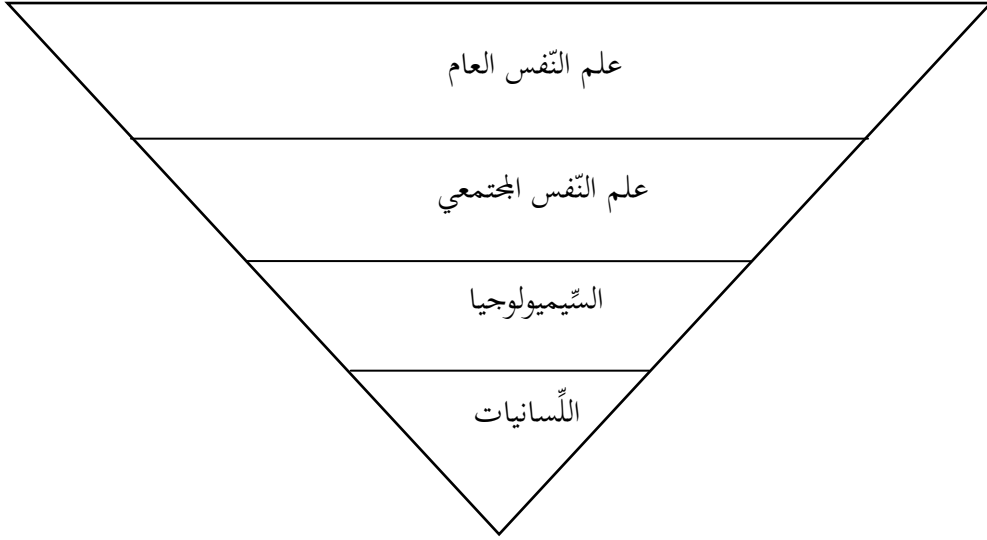 علم النّفس العام
علم النّفس المجتمعي
السِّيميولوجيا
اللِّسانيات